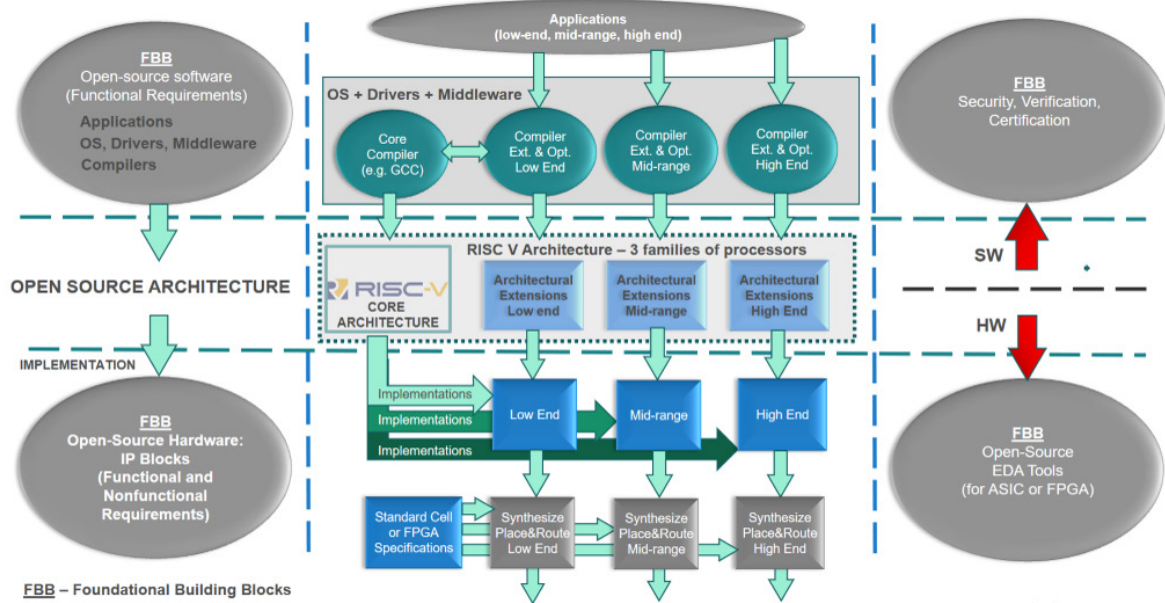 Applications
(low-end, mid-range, high end)
FBB
Open-source software
(Functional Requirements)
Applications
OS, Drivers, Middleware
Compilers
OS + Drivers + Middleware
Core
Compiler
(e.g. GCC)
Compiler
Ext. & Opt.
Low End
Compiler
Ext. & Opt.
Mid-range
Compiler
Ext. & Opt.
High End
FBB
Security, Verification,
Certification
OPEN SOURCE ARCHITECTURE
RISC V Architecture – 3 families of processors
RISC-V
CORE
ARCHITECTURE
Architectural
Extensions
Low end
Architectural
Extensions
Mid-range
Architectural
Extensions
High End
SW
HW
IMPLEMENTATION
FBB
Open-Source Hardware:
IP Blocks
(Functional and
Nonfunctional
Requirements)
Implementations
Implementations
Implementations
Low End
Mid-range
High End
Standard Cell
or FPGA
Specifications
Synthesize
Place&Route
Low End
Synthesize
Place&Route
Mid-range
Synthesize
Place&Route
High End
FBB
Open-Source
EDA Tools
(for ASIC or FPGA)
FBB – Foundational Building Blocks